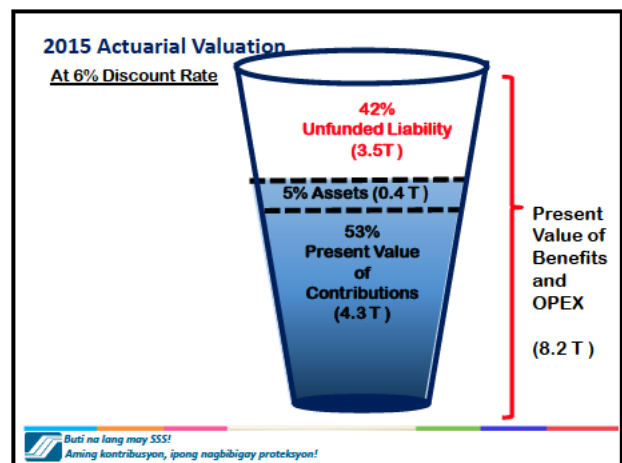 2015 Actuarial Valuation
At 6% Discount Rate
42%
Unfunded Liability
(3.5T)
5% Assets (0.4 T )
53%
Present Value
of
Contributions
(4.3 T )
Present
Value of
Benefits
and
OPEX
(8.2 T )
Buti na lang may SSS!
Aming kontribusyon, ipong nagbibigay proteksyon!